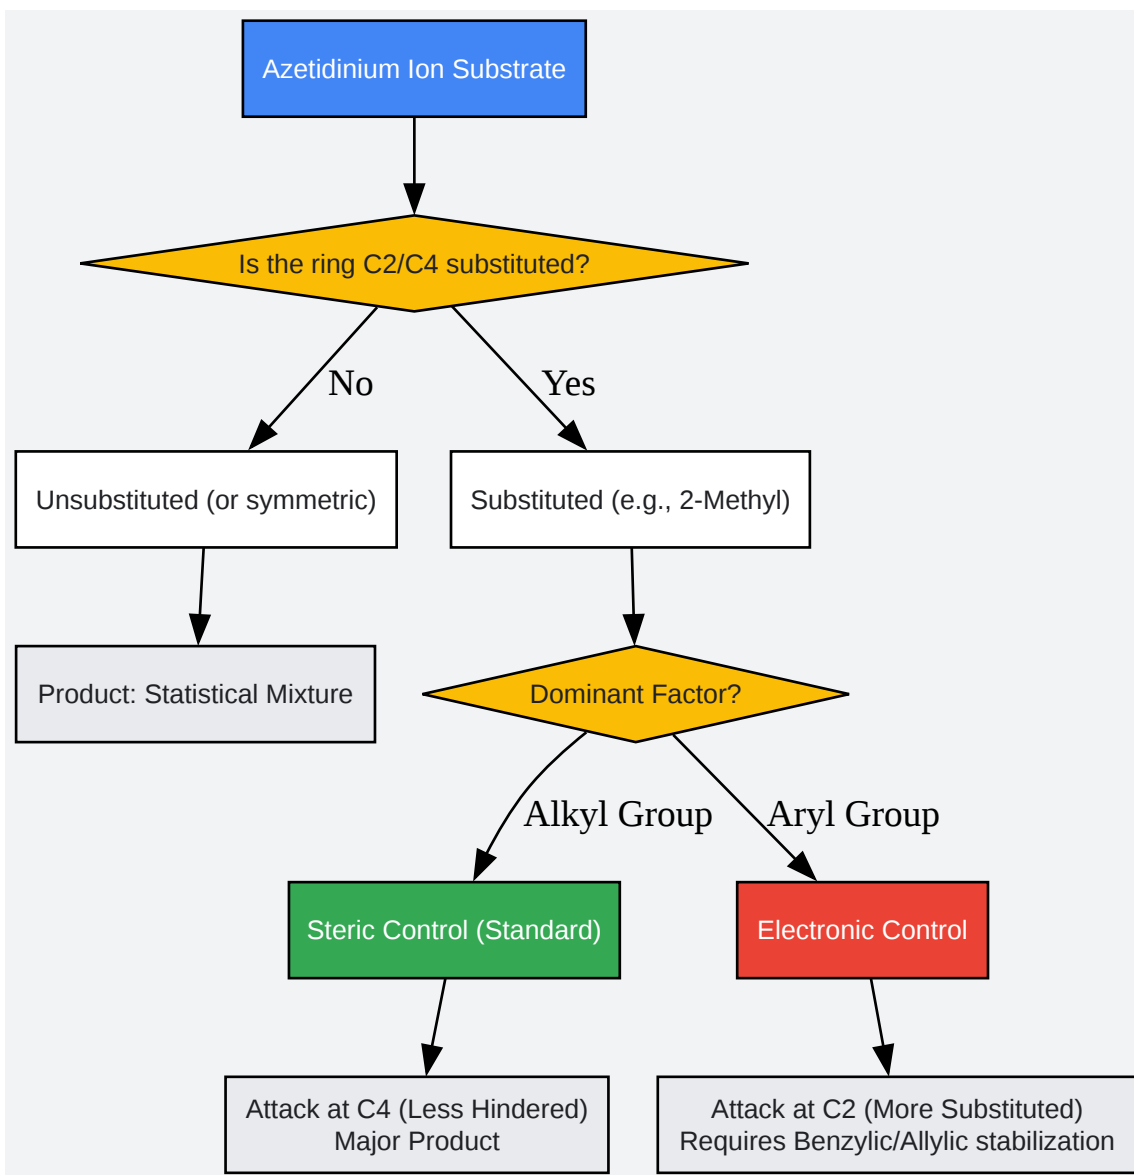 Azetidinium Ion Substrate
Is the ring C2/C4 substituted?
No
Yes
Unsubstituted (or symmetric)
Substituted (e.g., 2-Methyl)
Product: Statistical Mixture
Dominant Factor?
Alkyl Group
Aryl Group
Steric Control (Standard)
Electronic Control
Attack at C4 (Less Hindered)
Major Product
Attack at C2 (More Substituted)
Requires Benzylic/Allylic stabilization